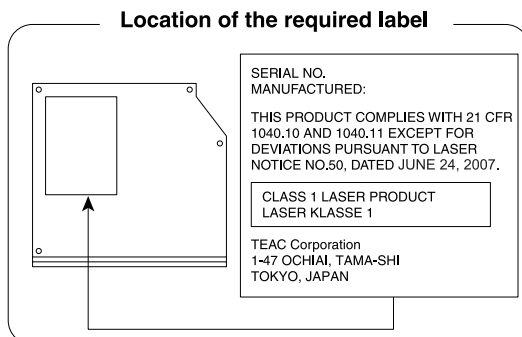 Location of the required label
SERIAL NO.
MANUFACTURED:
THIS PRODUCT COMPLIES WITH 21 CFR
1040.10 AND 1040.11 EXCEPT FOR
DEVIATIONS PURSUANT TO LASER
NOTICE NO.50, DATED JUNE 24, 2007.
CLASS 1 LASER PRODUCT
LASER KLASSE 1
TEAC Corporation
1-47 OCHIAI, TAMA-SHI
TOKYO, JAPAN